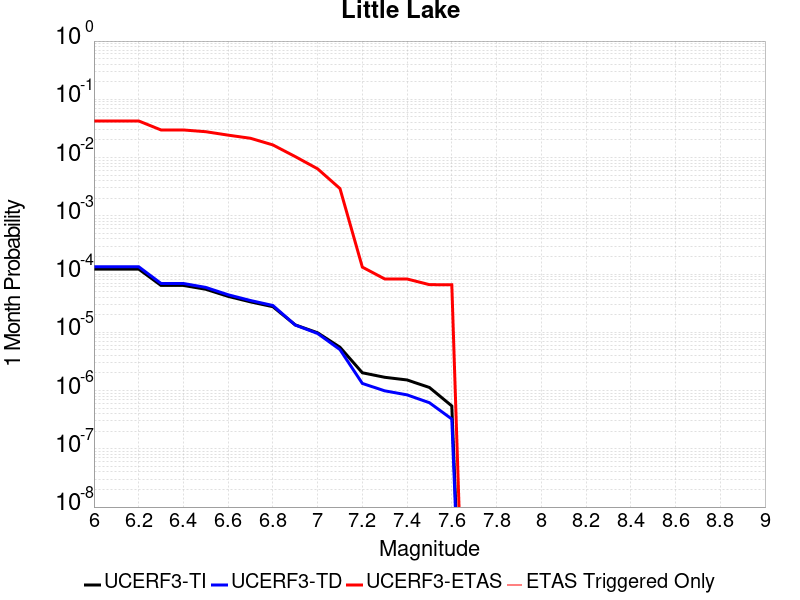 Little Lake
10^0
10^-1
10^-2
10^-3
10^-4
10^-5
10^-6
10^-7
10^-8
1 Month Probability
6 6.2 6.4 6.6 6.8 7 7.2 7.4 7.6 7.8 8 8.2 8.4 8.6 8.8 9
Magnitude
UCERF3-TI UCERF3-TD UCERF3-ETAS ETAS Triggered Only